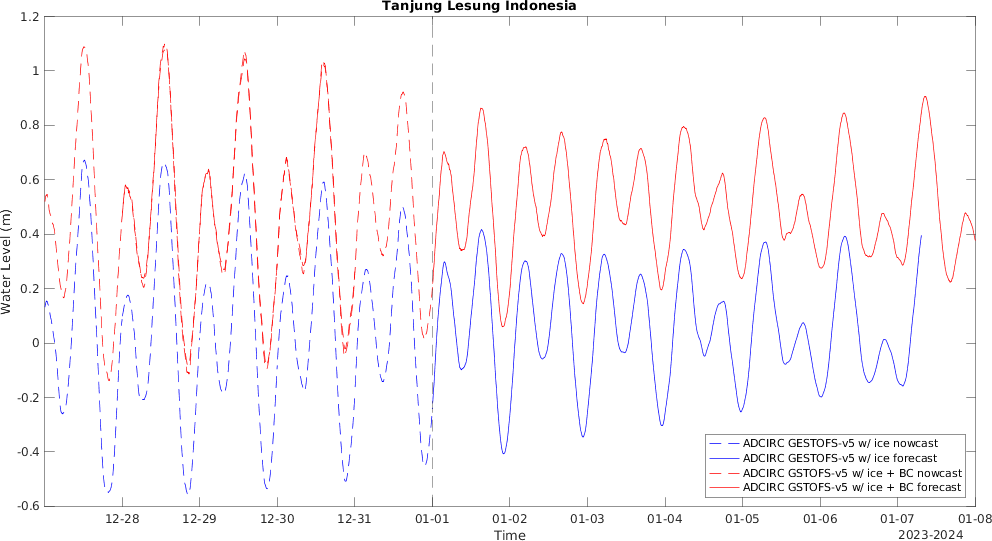 Tanjung Lesung Indonesia
1.2
1
0.8
0.6
0.4
0.2
0
-0.2
-0.4
-0.6
Water Level (m)
ADCIRC GESTOFS-v5 w/ ice nowcast
ADCIRC GESTOFS-v5 w/ ice forecast
ADCIRC GSTOFS-v5 w/ ice + BC nowcast
ADCIRC GSTOFS-v5 w/ ice + BC forecast
12-28 12-29 12-30 12-31 01-01 01-02 01-03 01-04 01-05 01-06 01-07 01-08
Time
2023-2024